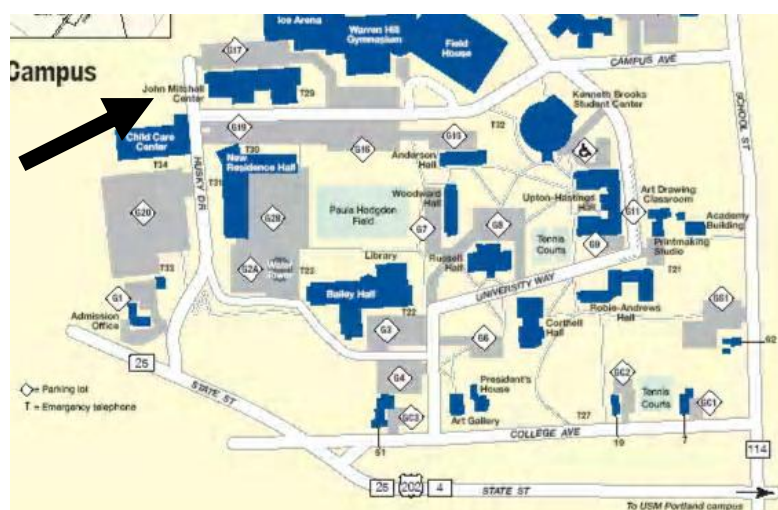 Ice Arena
Warren Hill
Gymnasium
Field
House
G17
Campus
CAMPUS AVE
John Mitchell
Center
T29
Kenneth Brooks
Student Center
SCHOOL ST
Child Care
Center
G19
T32
T30
G16
G15
Anderson
Hall
T34
New
Residence Hall
T31
HUSKY DR
Woodward
Hall
Upton-Hastings
Hall
G11
Art Drawing
Classroom
Academy
Building
G20
G2B
Paula Hodgdon
Field
G7
G8
Tennis
Courts
G9
Printmaking
Studio
T21
Library
Russell
Hall
T33
G2A
Water
Tower
T23
Bailey Hall
UNIVERSITY WAY
G1
T22
Robie-Andrews
Hall
GS1
Admission
Office
G3
Corthell
Hall
G6
62
25
G4
GC2
= Parking lot
T = Emergency telephone
STATE ST
President's
House
Tennis
Courts
GC3
Art Gallery
T27
GC1
51
COLLEGE AVE
19
7
114
25
202
4
STATE ST
To USM Portland campus